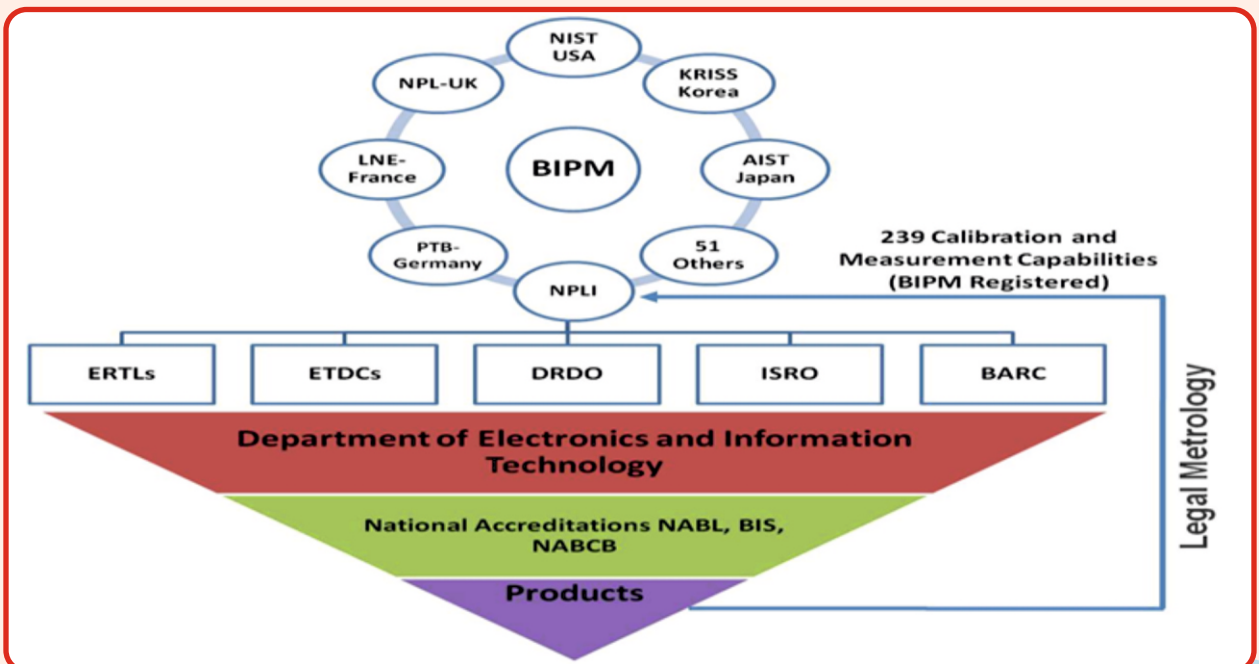 NIST
USA
NPL-UK
KRISS
Korea
LNE-
France
BIPM
AIST
Japan
PTB-
Germany
51
Others
NPLI
239 Calibration and
Measurement Capabilities
(BIPM Registered)
ERTLs
ETDCs
DRDO
ISRO
BARC
Department of Electronics and Information
Technology
National Accreditations NABL, BIS,
NABCB
Products
Legal Metrology